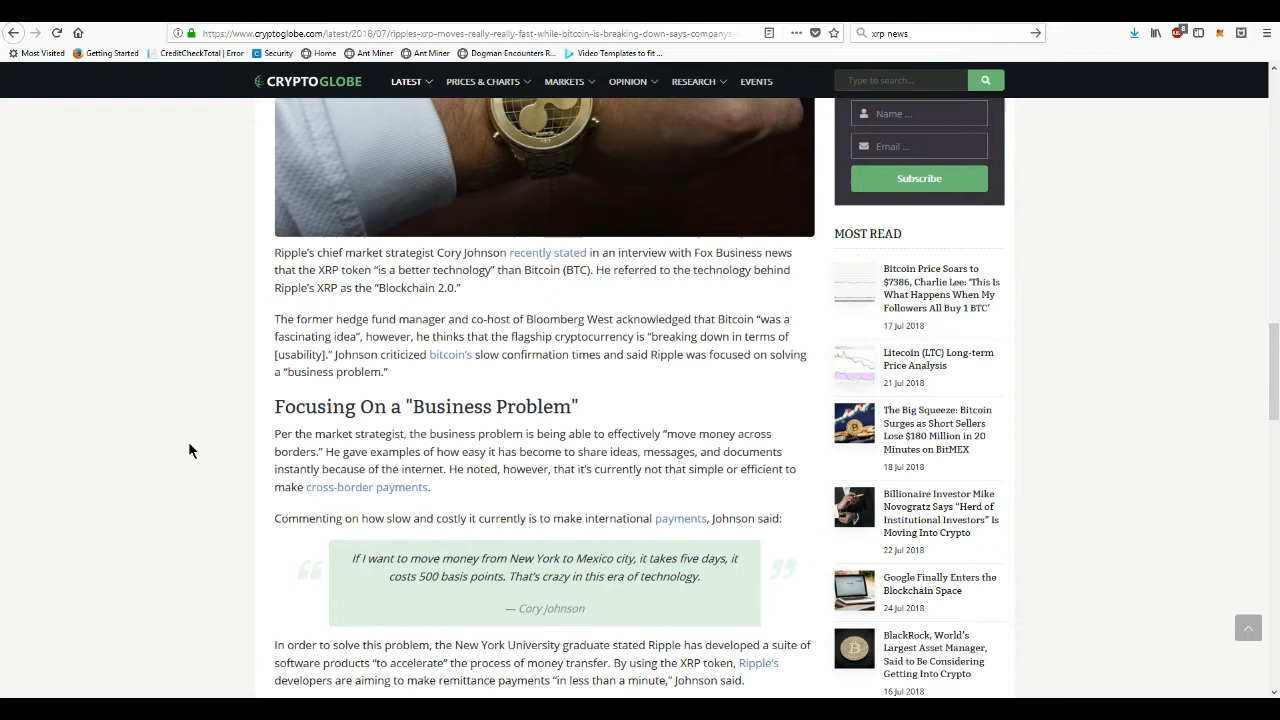 https://www.cryptoglobe.com/latest/2018/07/ripples-xrp-moves-really-really-fast-while-bitcoin-is-breaking-down-says-companys-
xrp news
8
Most Visited
Getting Started
CreditCheckTotal | Error
Security
Home
Ant Miner
Ant Miner
Dogman Encounters R...
Video Templates to fit ...
CRYPTOGLOBE
LATEST
PRICES & CHARTS
MARKETS
OPINION
RESEARCH
EVENTS
Type to search...
Name ...
Email ...
Subscribe
Ripple's chief market strategist Cory Johnson recently stated in an interview with Fox Business news
that the XRP token "is a better technology" than Bitcoin (BTC). He referred to the technology behind
Ripple's XRP as the "Blockchain 2.0."
The former hedge fund manager and co-host of Bloomberg West acknowledged that Bitcoin "was a
fascinating idea", however, he thinks that the flagship cryptocurrency is "breaking down in terms of
[usability]." Johnson criticized bitcoin's slow confirmation times and said Ripple was focused on solving
a "business problem."
Focusing On a "Business Problem"
Per the market strategist, the business problem is being able to effectively "move money across
borders." He gave examples of how easy it has become to share ideas, messages, and documents
instantly because of the internet. He noted, however, that it's currently not that simple or efficient to
make cross-border payments.
Commenting on how slow and costly it currently is to make international payments, Johnson said:
If I want to move money from New York to Mexico city, it takes five days, it
costs 500 basis points. That's crazy in this era of technology.
— Cory Johnson
In order to solve this problem, the New York University graduate stated Ripple has developed a suite of
software products "to accelerate" the process of money transfer. By using the XRP token, Ripple's
developers are aiming to make remittance payments "in less than a minute," Johnson said.
MOST READ
Bitcoin Price Soars to
$7386, Charlie Lee: 'This Is
What Happens When My
Followers All Buy 1 BTC'
17 Jul 2018
Litecoin (LTC) Long-term
Price Analysis
21 Jul 2018
The Big Squeeze: Bitcoin
Surges as Short Sellers
Lose $180 Million in 20
Minutes on BitMEX
18 Jul 2018
Billionaire Investor Mike
Novogratz Says "Herd of
Institutional Investors" Is
Moving Into Crypto
22 Jul 2018
Google Finally Enters the
Blockchain Space
24 Jul 2018
BlackRock, World's
Largest Asset Manager,
Said to Be Considering
Getting Into Crypto
16 Jul 2018